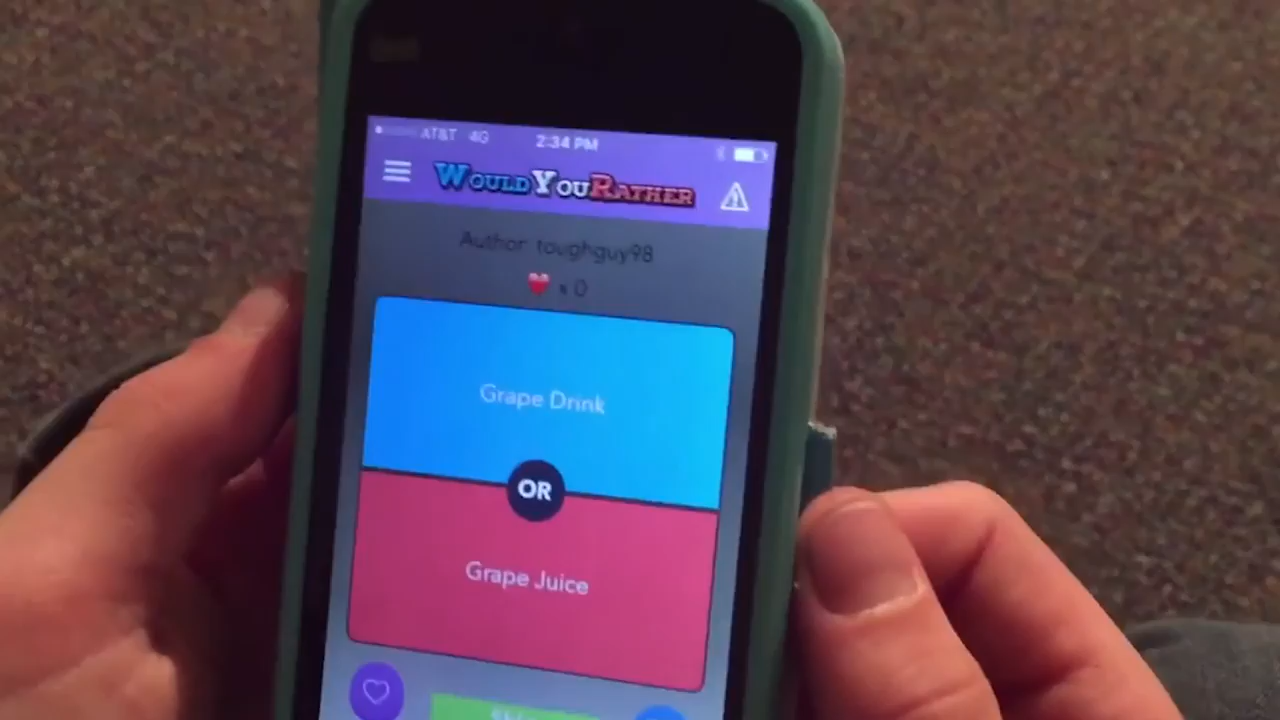 AT&T 4G 2:34 PM
WOULDYOURATHER
Author: toughguy98
x 0
Grape Drink
OR
Grape Juice